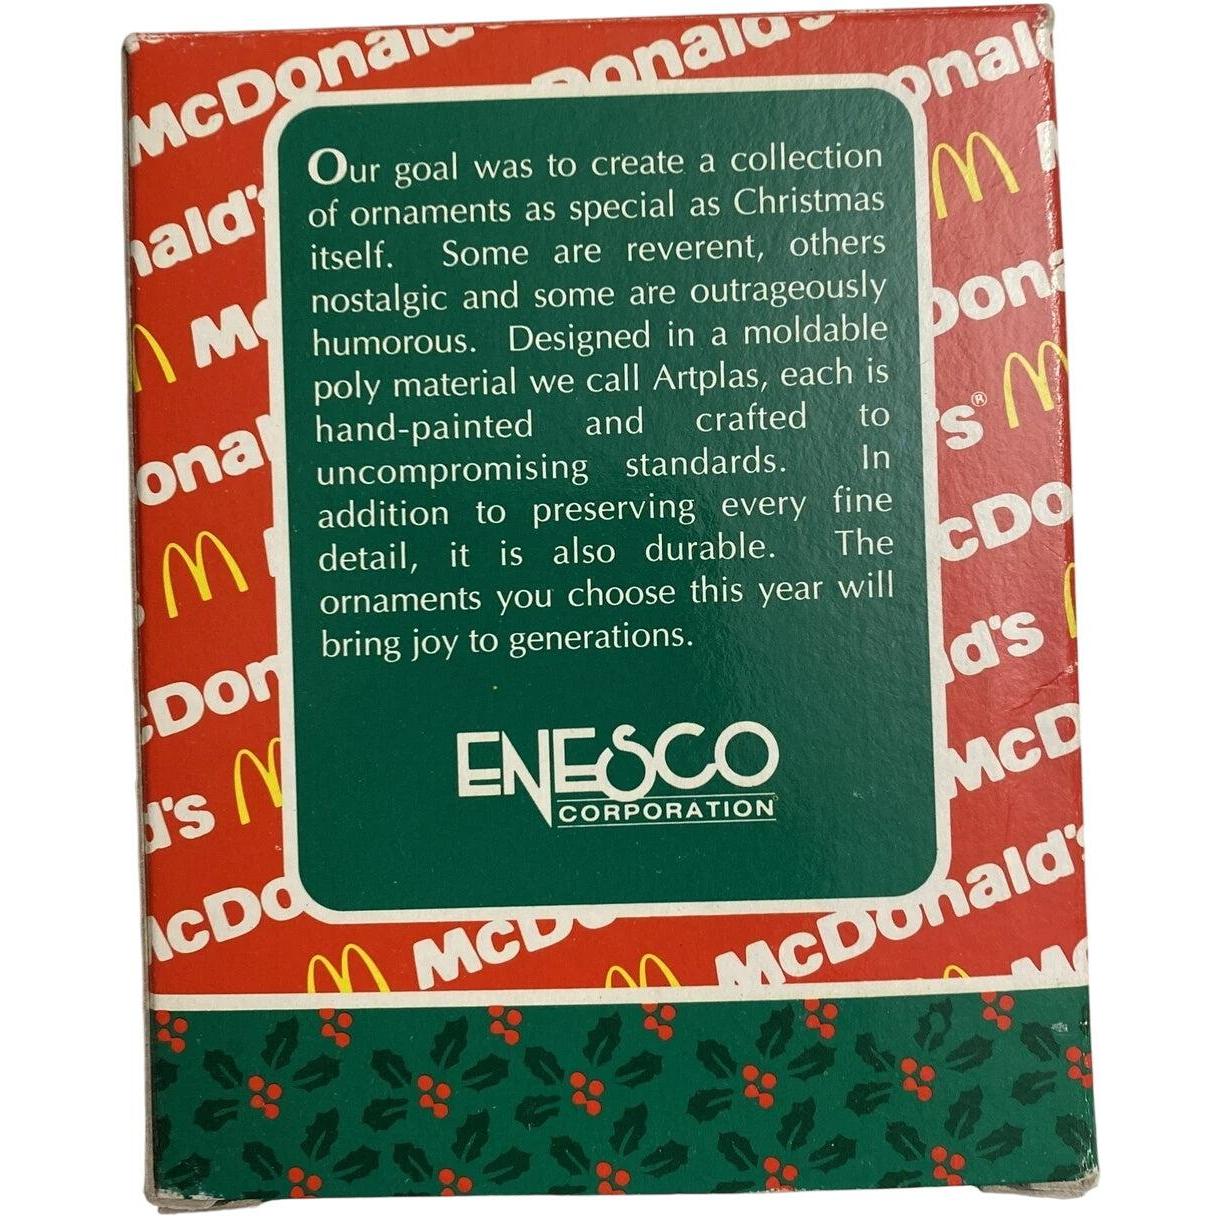 McDonald's
Our goal was to create a collection
of ornaments as special as Christmas
itself. Some are reverent, others
nostalgic and some are outrageously
humorous. Designed in a moldable
poly material we call Artplas, each is
hand-painted and crafted to
uncompromising standards. In
addition to preserving every fine
detail, it is also durable. The
ornaments you choose this year will
bring joy to generations.
ENESCO
CORPORATION
McDonald's